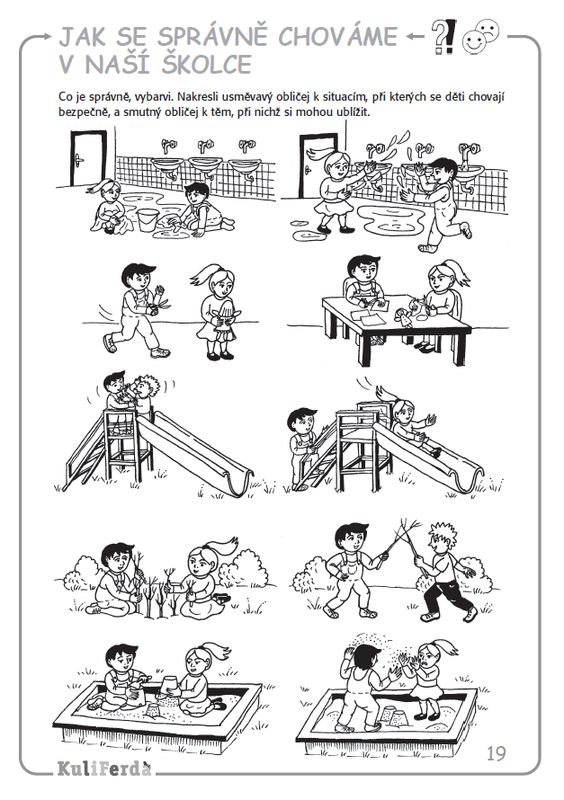 JAK SE SPRÁVNĚ CHOVÁME
V NAŠÍ ŠKOLCE
?!
Co je správně, vybarvi. Nakresli usměvavý obličej k situacím, při kterých se děti chovají
bezpečně, a smutný obličej k těm, při nichž si mohou ublížit.
19
KuliFerda